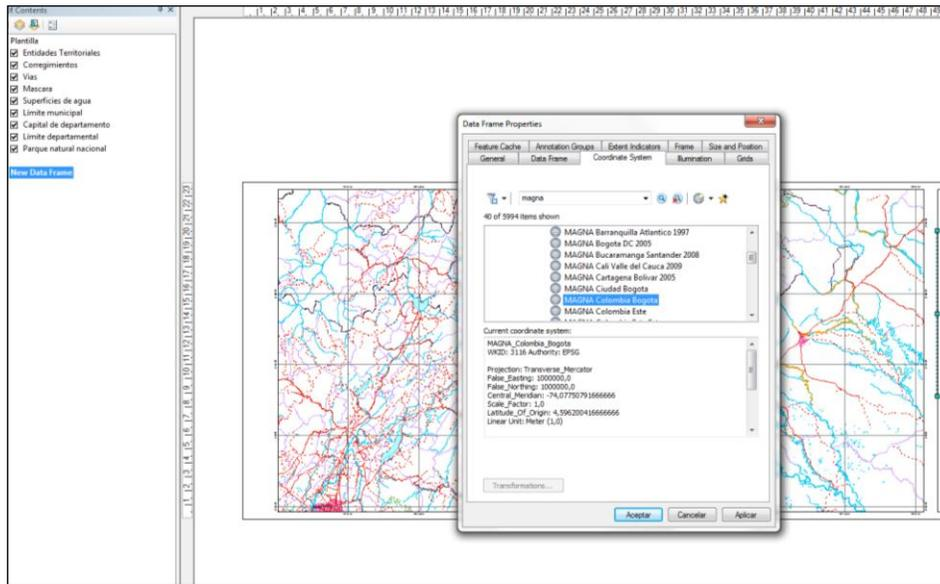 f Contents
Plantilla
Entidades Territoriales
Corregimientos
Vias
Mascara
Superficies de agua
Límite municipal
Capital de departamento
Límite departamental
Parque natural nacional
New Data Frame
Data Frame Properties
Feature Cache Annotation Groups Extent Indicators Frame Size and Position
General Data Frame Coordinate System Illumination Grids
magna
40 of 5994 items shown
MAGNA Barranquilla Atlantico 1997
MAGNA Bogota DC 2005
MAGNA Bucaramanga Santander 2008
MAGNA Cali Valle del Cauca 2009
MAGNA Cartagena Bolivar 2005
MAGNA Ciudad Bogota
MAGNA Colombia Bogota
MAGNA Colombia Este
Current coordinate system:
MAGNA_Colombia_Bogota
WKID: 3116 Authority: EPSG
Projection: Transverse_Mercator
False_Easting: 1000000,0
False_Northing: 1000000,0
Central_Meridian: -74,07750791666666
Scale_Factor: 1,0
Latitude_Of_Origin: 4,596200416666666
Linear Unit: Meter (1,0)
Transformations...
Aceptar Cancelar Aplicar